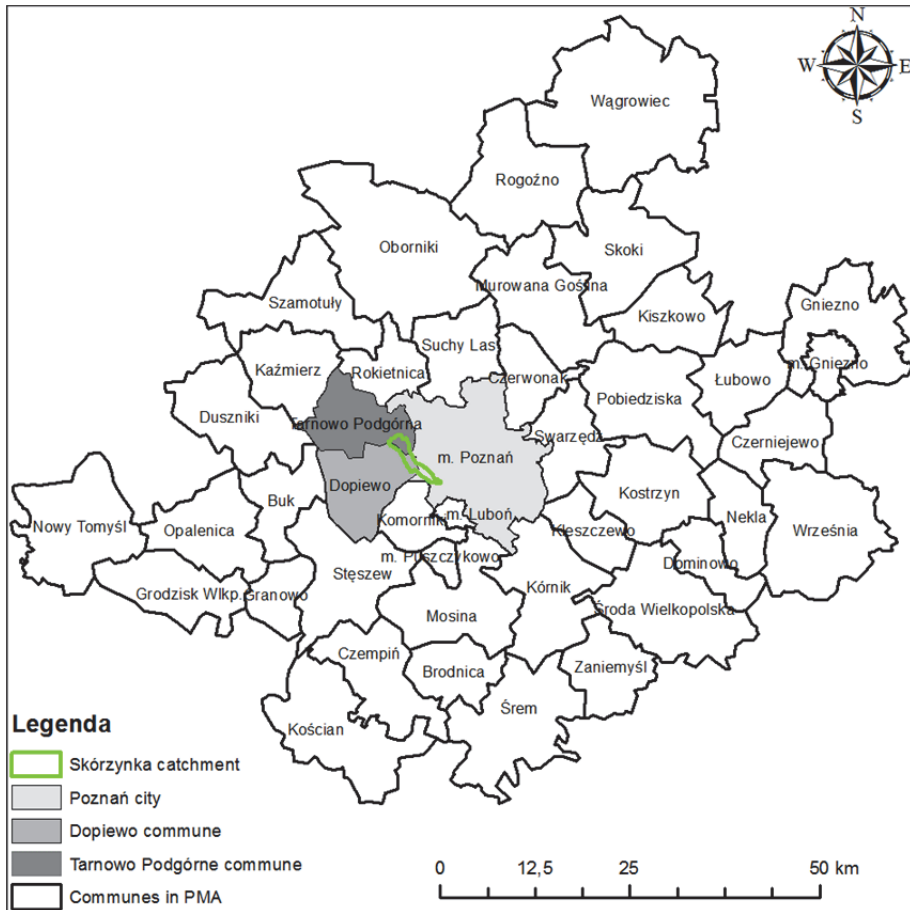 N
W E
S
Wągrowiec
Rogoźno
Oborniki
Skoki
Murowana Goślina
Szamotuły
Kiszkowo
Gniezno
Suchy Las
Kaźmierz
Rokietnica
Czerwonak
m. Gniezno
Łubowo
Pobiedziska
Duszniki
Tarnowo Podgórna
Swarzędz
Czerniejewo
m. Poznań
Dopiewo
Buk
Kostrzyn
Nowy Tomyśl
Opalenica
Komorniki
m. Luboń
Nekla
Września
Kleszczewo
m. Puszczykowo
Dominowo
Stęszew
Grodzisk Wlkp.
Granowo
Kórnik
Środa Wielkopolska
Mosina
Czempiń
Brodnica
Zaniemyśl
Śrem
Kościan
Legenda
Skórzynka catchment
Poznań city
Dopiewo commune
Tarnowo Podgórne commune
Communes in PMA
0 12,5 25 50 km